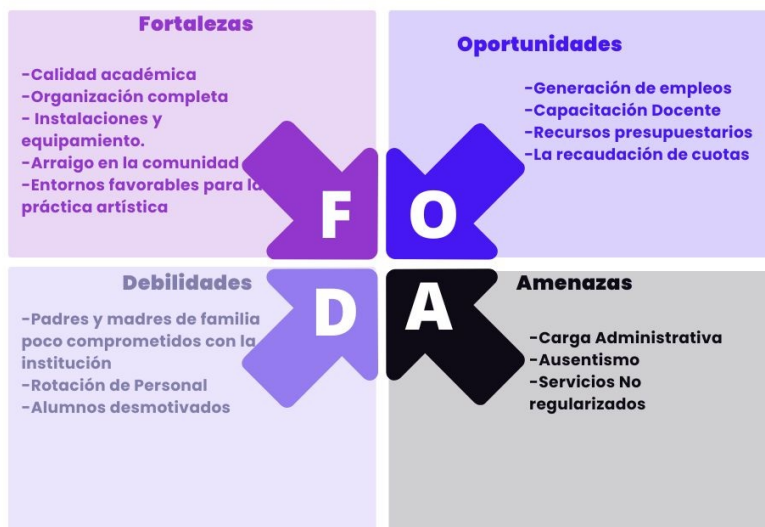 Fortalezas
-Calidad académica
-Organización completa
- Instalaciones y
equipamiento.
-Arraigo en la comunidad
-Entornos favorables para la
práctica artística
F
Oportunidades
-Generación de empleos
-Capacitación Docente
-Recursos presupuestarios
-La recaudación de cuotas
O
Debilidades
-Padres y madres de familia
poco comprometidos con la
institución
-Rotación de Personal
-Alumnos desmotivados
D
Amenazas
-Carga Administrativa
-Ausentismo
-Servicios No
regularizados
A